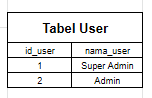 Tabel User
id_user nama_user
1 Super Admin
2 Admin